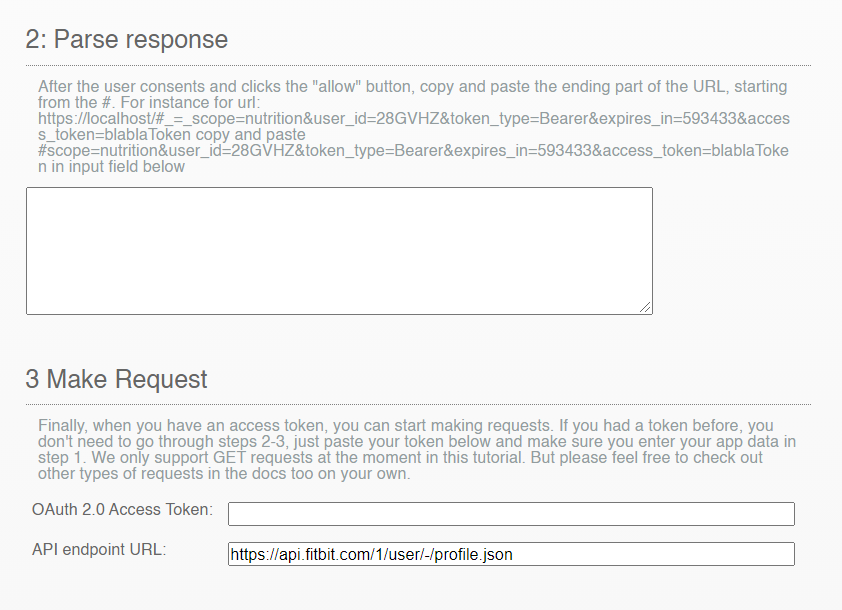 2: Parse response
After the user consents and clicks the "allow" button, copy and paste the ending part of the URL, starting
from the #. For instance for url:
https://localhost/#_=_scope=nutrition&user_id=28GVHZ&token_type=Bearer&expires_in=593433&acces
s_token=blablaToken copy and paste
#scope=nutrition&user_id=28GVHZ&token_type=Bearer&expires_in=593433&access_token=blablaToke
n in input field below
3 Make Request
Finally, when you have an access token, you can start making requests. If you had a token before, you
don't need to go through steps 2-3, just paste your token below and make sure you enter your app data in
step 1. We only support GET requests at the moment in this tutorial. But please feel free to check out
other types of requests in the docs too on your own.
OAuth 2.0 Access Token:
API endpoint URL: https://api.fitbit.com/1/user/-/profile.json